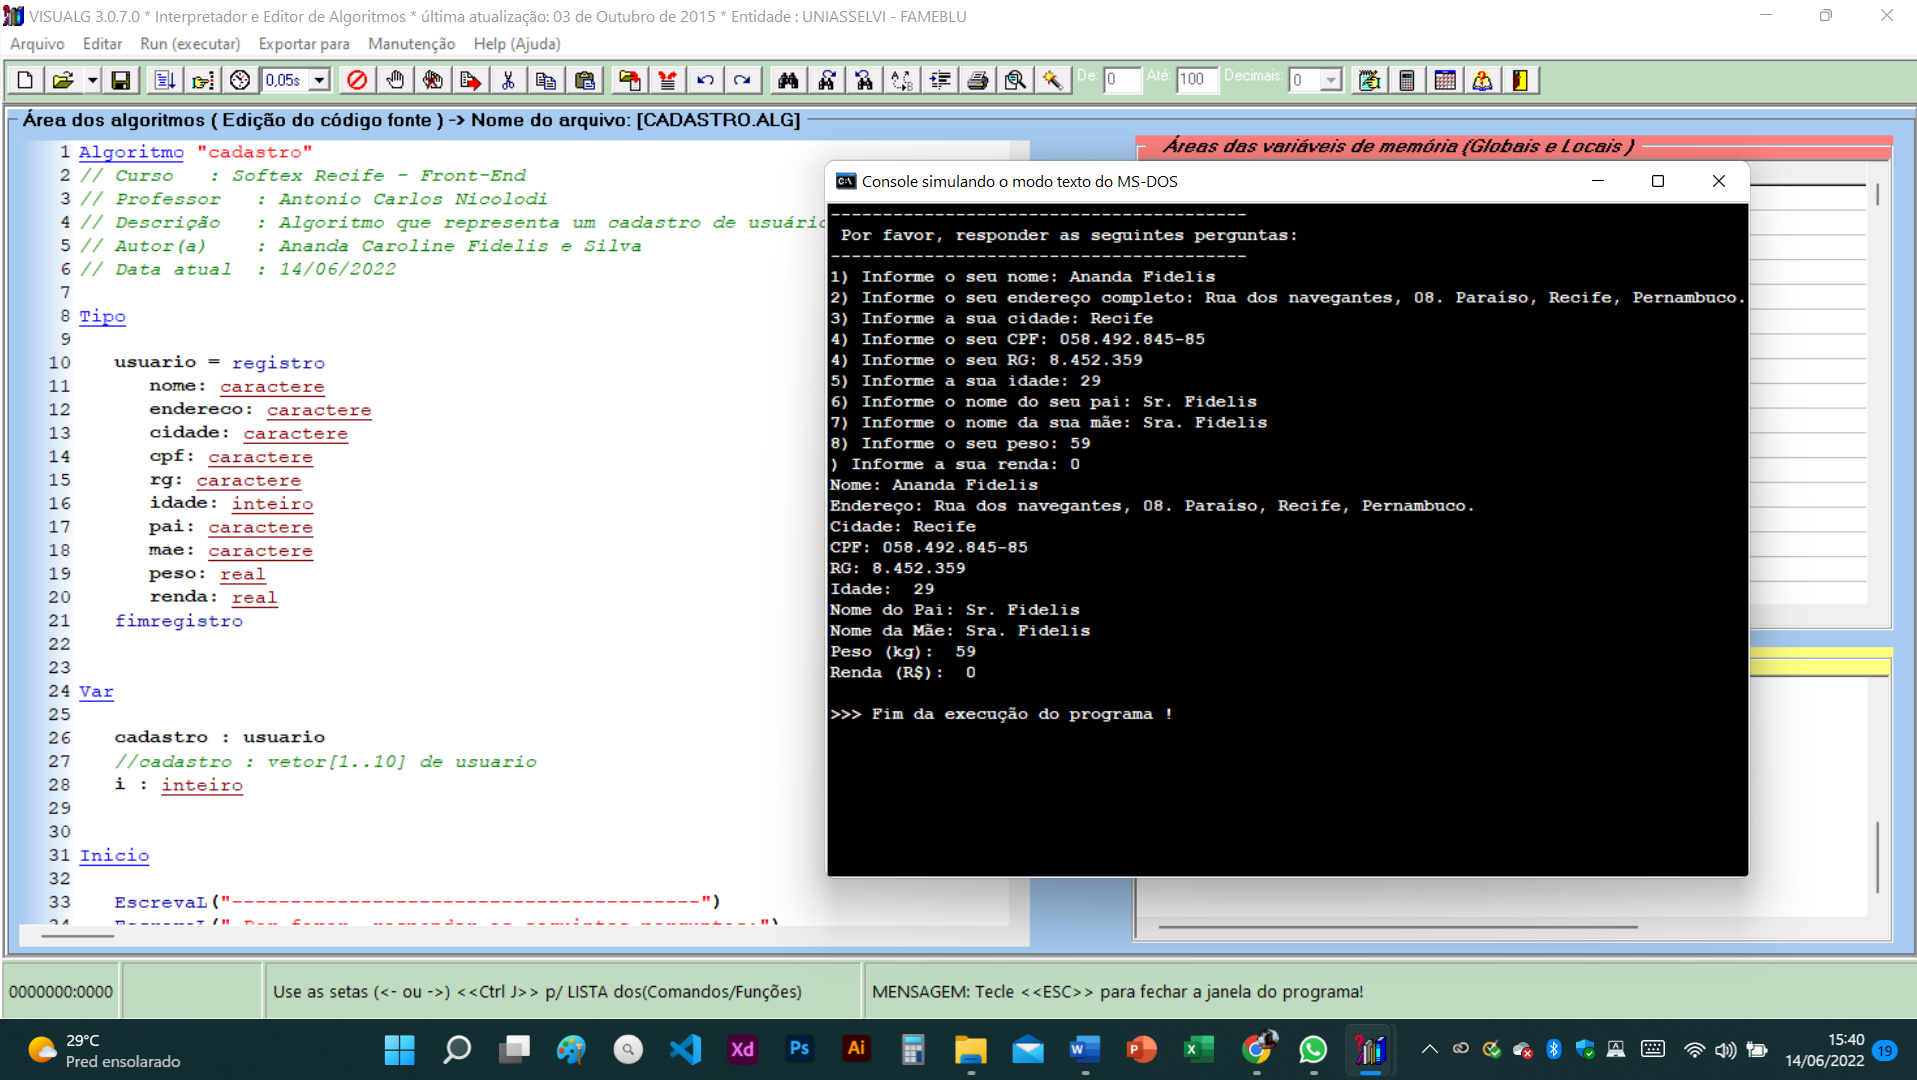 VISUALG 3.0.7.0 * Interpretador e Editor de Algoritmos * última atualização: 03 de Outubro de 2015 * Entidade : UNIASSELVI - FAMEBLU
Arquivo Editar Run (executar) Exportar para Manutenção Help (Ajuda)
0,05s De: 0 Até: 100 Decimais: 0
Área dos algoritmos ( Edição do código fonte ) -> Nome do arquivo: [CADASTRO.ALG]
1 Algoritmo "cadastro"
2 // Curso   : Softex Recife - Front-End
3 // Professor   : Antonio Carlos Nicolodi
4 // Descrição   : Algoritmo que representa um cadastro de usuário
5 // Autor(a)    : Ananda Caroline Fidelis e Silva
6 // Data atual  : 14/06/2022
7
8 Tipo
9
10 usuario = registro
11 nome: caractere
12 endereco: caractere
13 cidade: caractere
14 cpf: caractere
15 rg: caractere
16 idade: inteiro
17 pai: caractere
18 mae: caractere
19 peso: real
20 renda: real
21 fimregistro
22
23
24 Var
25
26 cadastro : usuario
27 //cadastro : vetor[1..10] de usuario
28 i : inteiro
29
30
31 Inicio
32
33 EscrevaL("----------------------------------------")
34 EscrevaL(" Por favor, responder as seguintes perguntas:")
Áreas das variáveis de memória (Globais e Locais )
Console simulando o modo texto do MS-DOS
----------------------------------------
Por favor, responder as seguintes perguntas:
----------------------------------------
1) Informe o seu nome: Ananda Fidelis
2) Informe o seu endereço completo: Rua dos navegantes, 08. Paraíso, Recife, Pernambuco.
3) Informe a sua cidade: Recife
4) Informe o seu CPF: 058.492.845-85
4) Informe o seu RG: 8.452.359
5) Informe a sua idade: 29
6) Informe o nome do seu pai: Sr. Fidelis
7) Informe o nome da sua mãe: Sra. Fidelis
8) Informe o seu peso: 59
) Informe a sua renda: 0
Nome: Ananda Fidelis
Endereço: Rua dos navegantes, 08. Paraíso, Recife, Pernambuco.
Cidade: Recife
CPF: 058.492.845-85
RG: 8.452.359
Idade:  29
Nome do Pai: Sr. Fidelis
Nome da Mãe: Sra. Fidelis
Peso (kg):  59
Renda (R$):  0
>>> Fim da execução do programa !
0000000:0000 Use as setas (<- ou ->) <<Ctrl J>> p/ LISTA dos(Comandos/Funções) MENSAGEM: Tecle <<ESC>> para fechar a janela do programa!
29°C
Pred ensolarado
Xd Ps Ai
15:40
14/06/2022
19